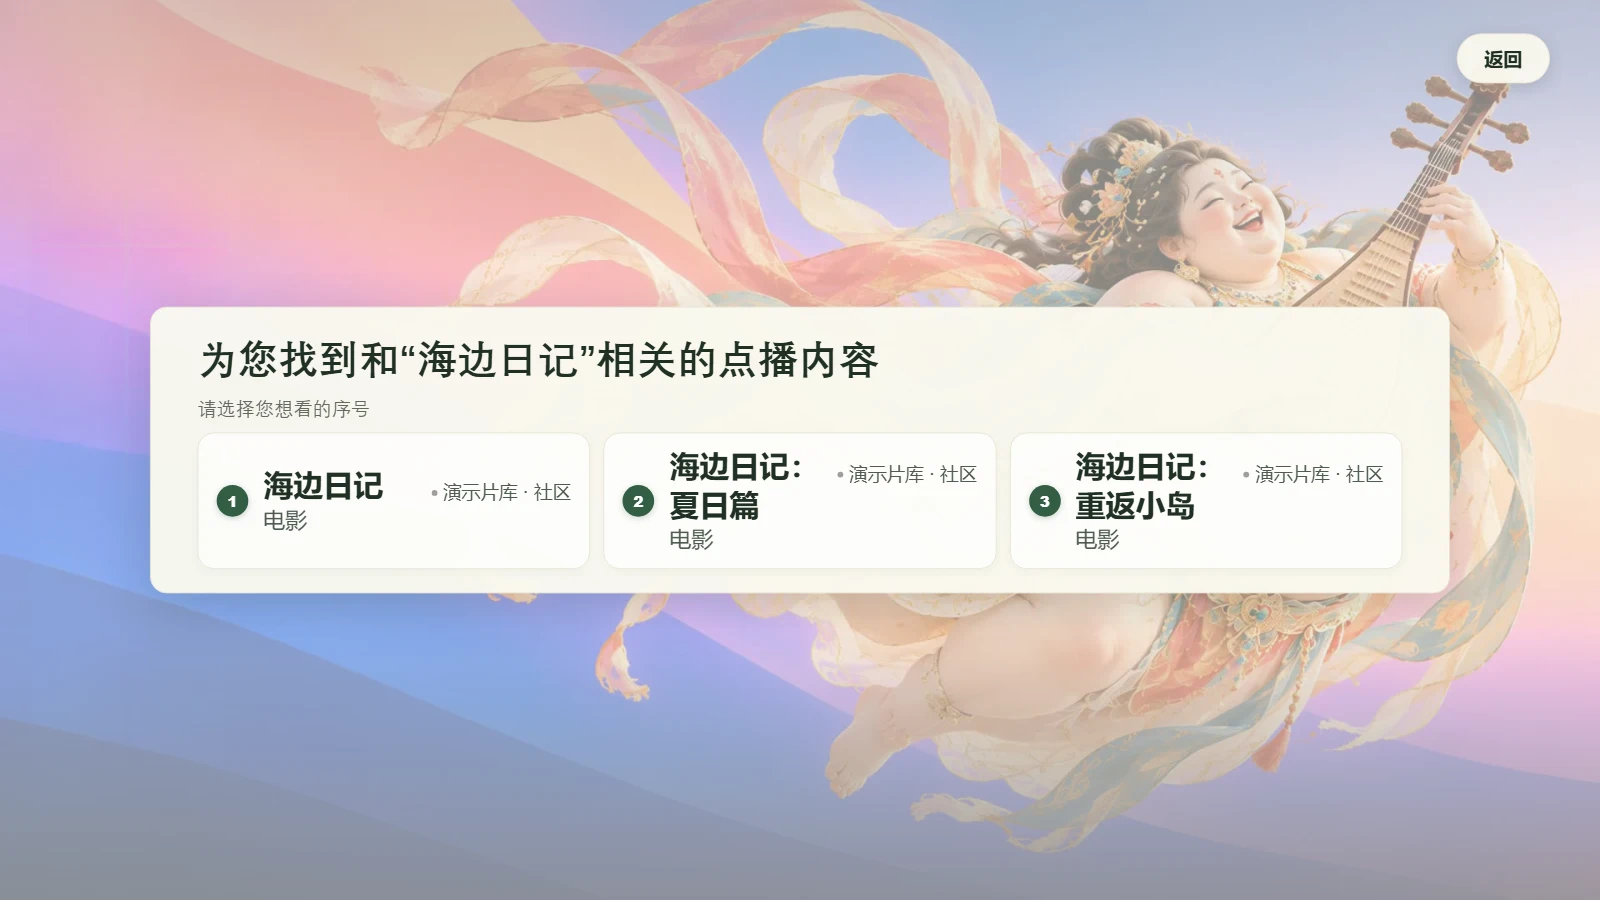 返回
为您找到和“海边日记”相关的点播内容
请选择您想看的序号
1
海边日记
演示片库 · 社区
电影
2
海边日记：
夏日篇
演示片库 · 社区
电影
3
海边日记：
重返小岛
演示片库 · 社区
电影